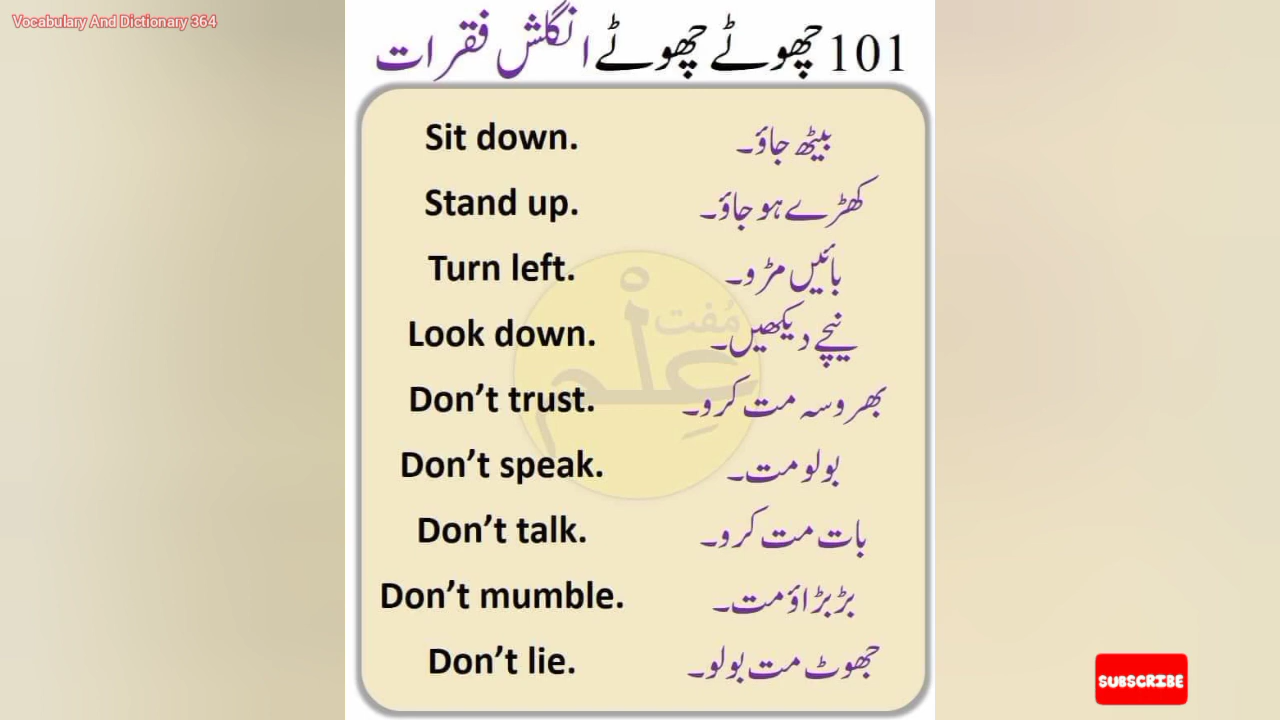 Vocabulary And Dictionary 364
101 چھوٹے چھوٹے انگلش فقرات
Sit down. بیٹھ جاؤ۔
Stand up. کھڑے ہو جاؤ۔
Turn left. بائیں مڑو۔
Look down. نیچے دیکھیں۔
Don’t trust. بھروسہ مت کرو۔
Don’t speak. بولو مت۔
Don’t talk. بات مت کرو۔
Don’t mumble. بڑبڑاؤ مت۔
Don’t lie. جھوٹ مت بولو۔
مُفت
عِلْم
SUBSCRIBE